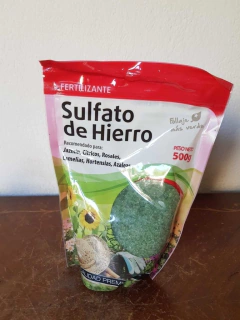 FERTILIZANTE
Sulfato
de Hierro
Follaje
más verde
Recomendado para:
Jazmín, Cítricos, Rosales,
Camelias, Hortensias, Azaleas
PESO NETO
500g